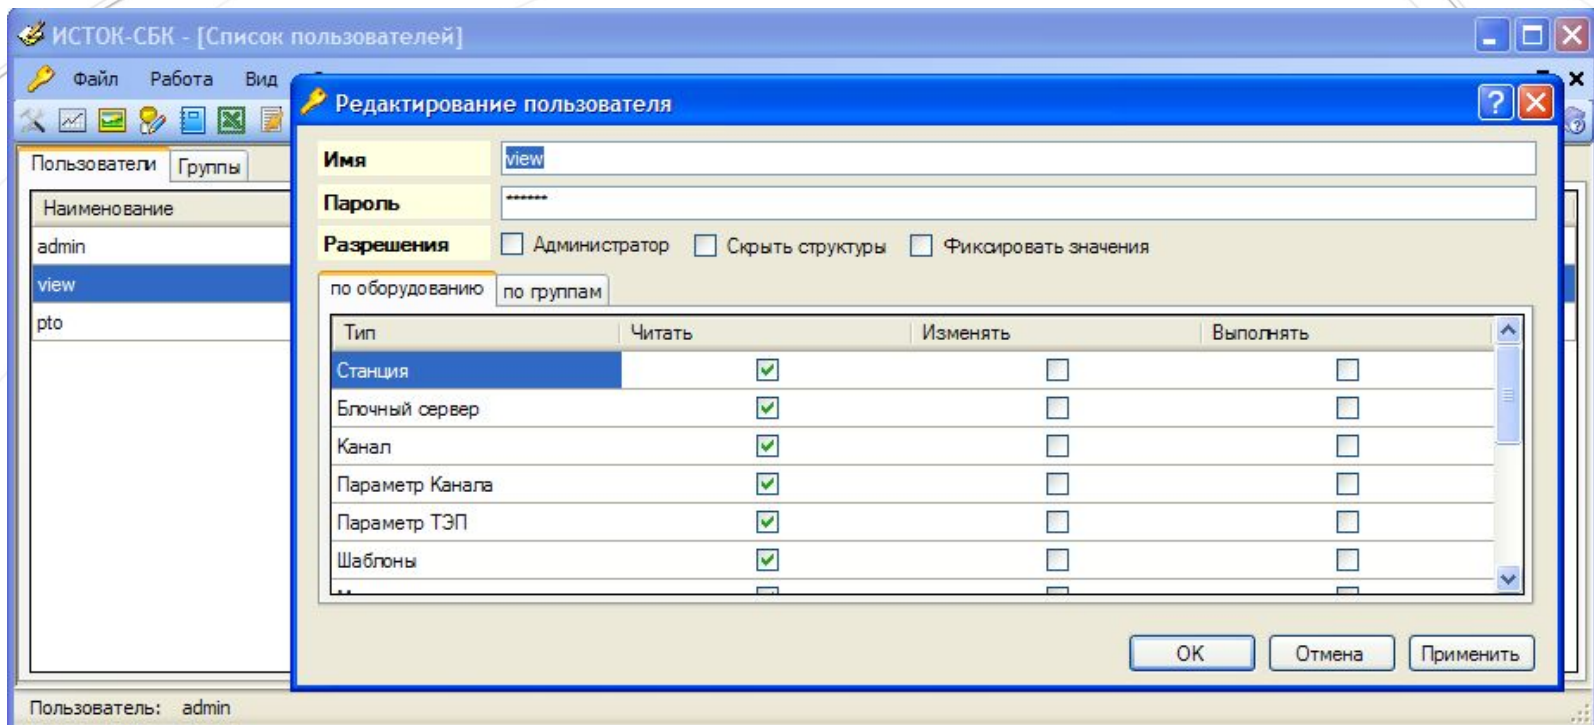 ИСТОК-СБК - [Список пользователей]
Файл Работа Вид
Редактирование пользователя
Пользователи Группы
Наименование
admin
view
pto
Имя view
Пароль ******
Разрешения Администратор Скрыть структуры Фиксировать значения
по оборудованию по группам
Тип Читать Изменять Выполнять
Станция
Блочный сервер
Канал
Параметр Канала
Параметр ТЭП
Шаблоны
OK Отмена Применить
Пользователь: admin